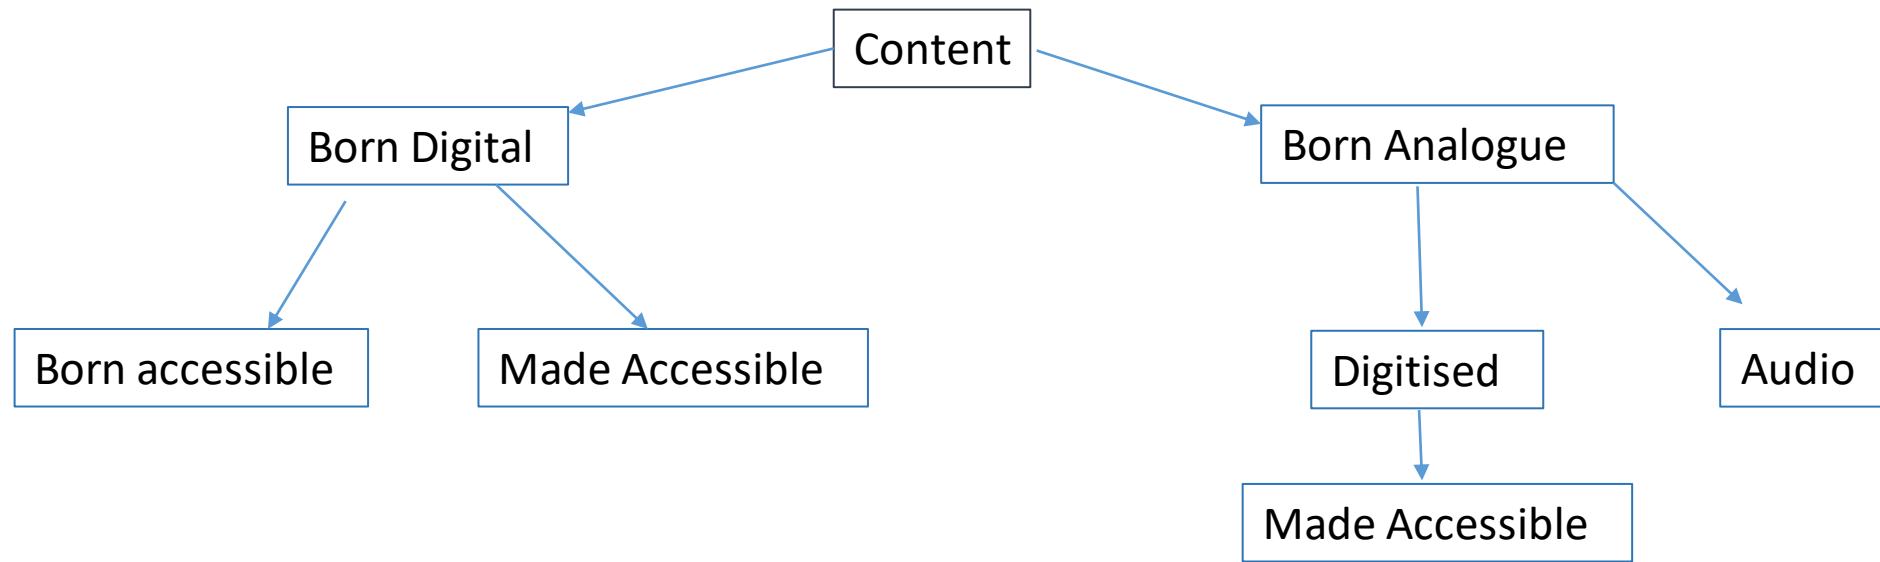 Content
Born Digital
Born Analogue
Born accessible
Made Accessible
Digitised
Audio
Made Accessible